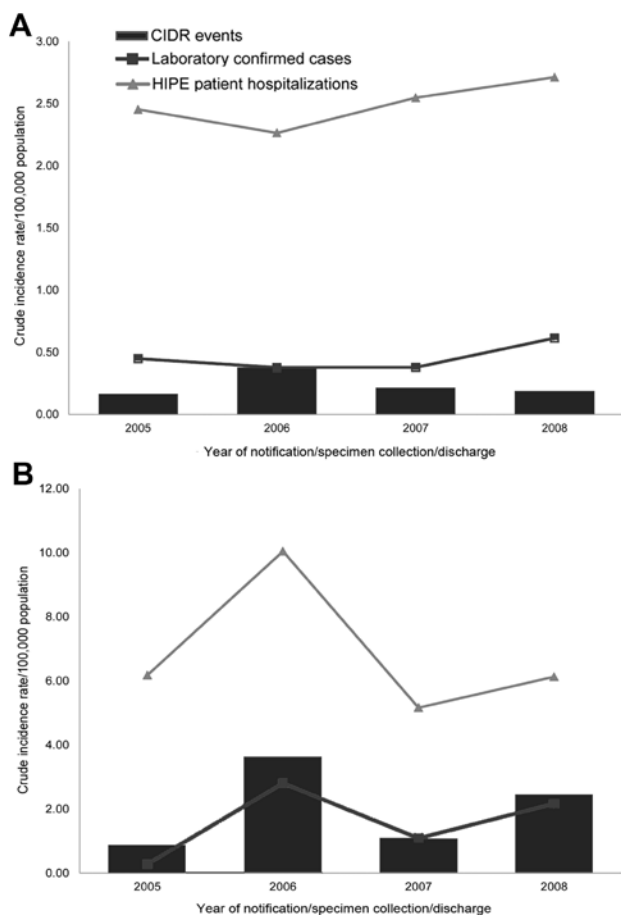 A
CIDR events
Laboratory confirmed cases
HIPE patient hospitalizations
Crude incidence rate/100,000 population
3.00
2.50
2.00
1.50
1.00
0.50
0.00
2005 2006 2007 2008
Year of notification/specimen collection/discharge
B
Crude incidence rate/100,000 population
12.00
10.00
8.00
6.00
4.00
2.00
0.00
2005 2006 2007 2008
Year of notification/specimen collection/discharge